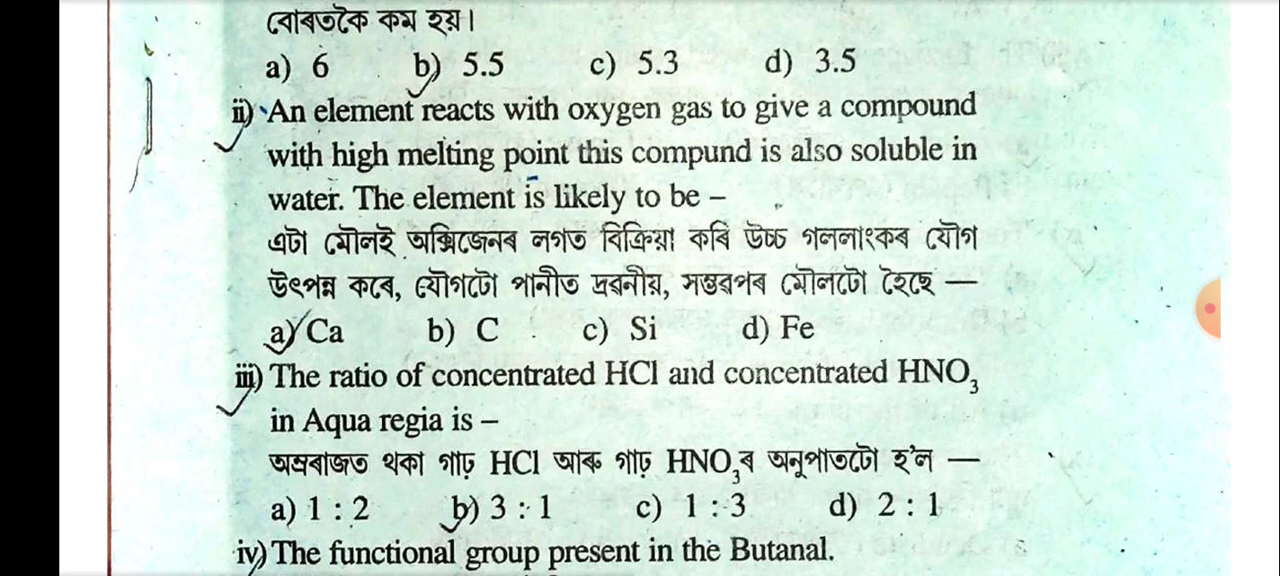 বোৰতকৈ কম হয়।
a) 6 b) 5.5 c) 5.3 d) 3.5
ii) An element reacts with oxygen gas to give a compound
with high melting point this compund is also soluble in
water. The element is likely to be –
এটা মৌলই অক্সিজেনৰ লগত বিক্ৰিয়া কৰি উচ্চ গলনাংকৰ যৌগ
উৎপন্ন কৰে, যৌগটো পানীত দ্ৰৱনীয়, সম্ভৱপৰ মৌলটো হৈছে —
a) Ca b) C c) Si d) Fe
iii) The ratio of concentrated HCl and concentrated HNO₃
in Aqua regia is –
অম্লৰাজত থকা গাঢ় HCl আৰু গাঢ় HNO₃ৰ অনুপাতটো হ'ল —
a) 1 : 2 b) 3 : 1 c) 1 : 3 d) 2 : 1
iv) The functional group present in the Butanal.